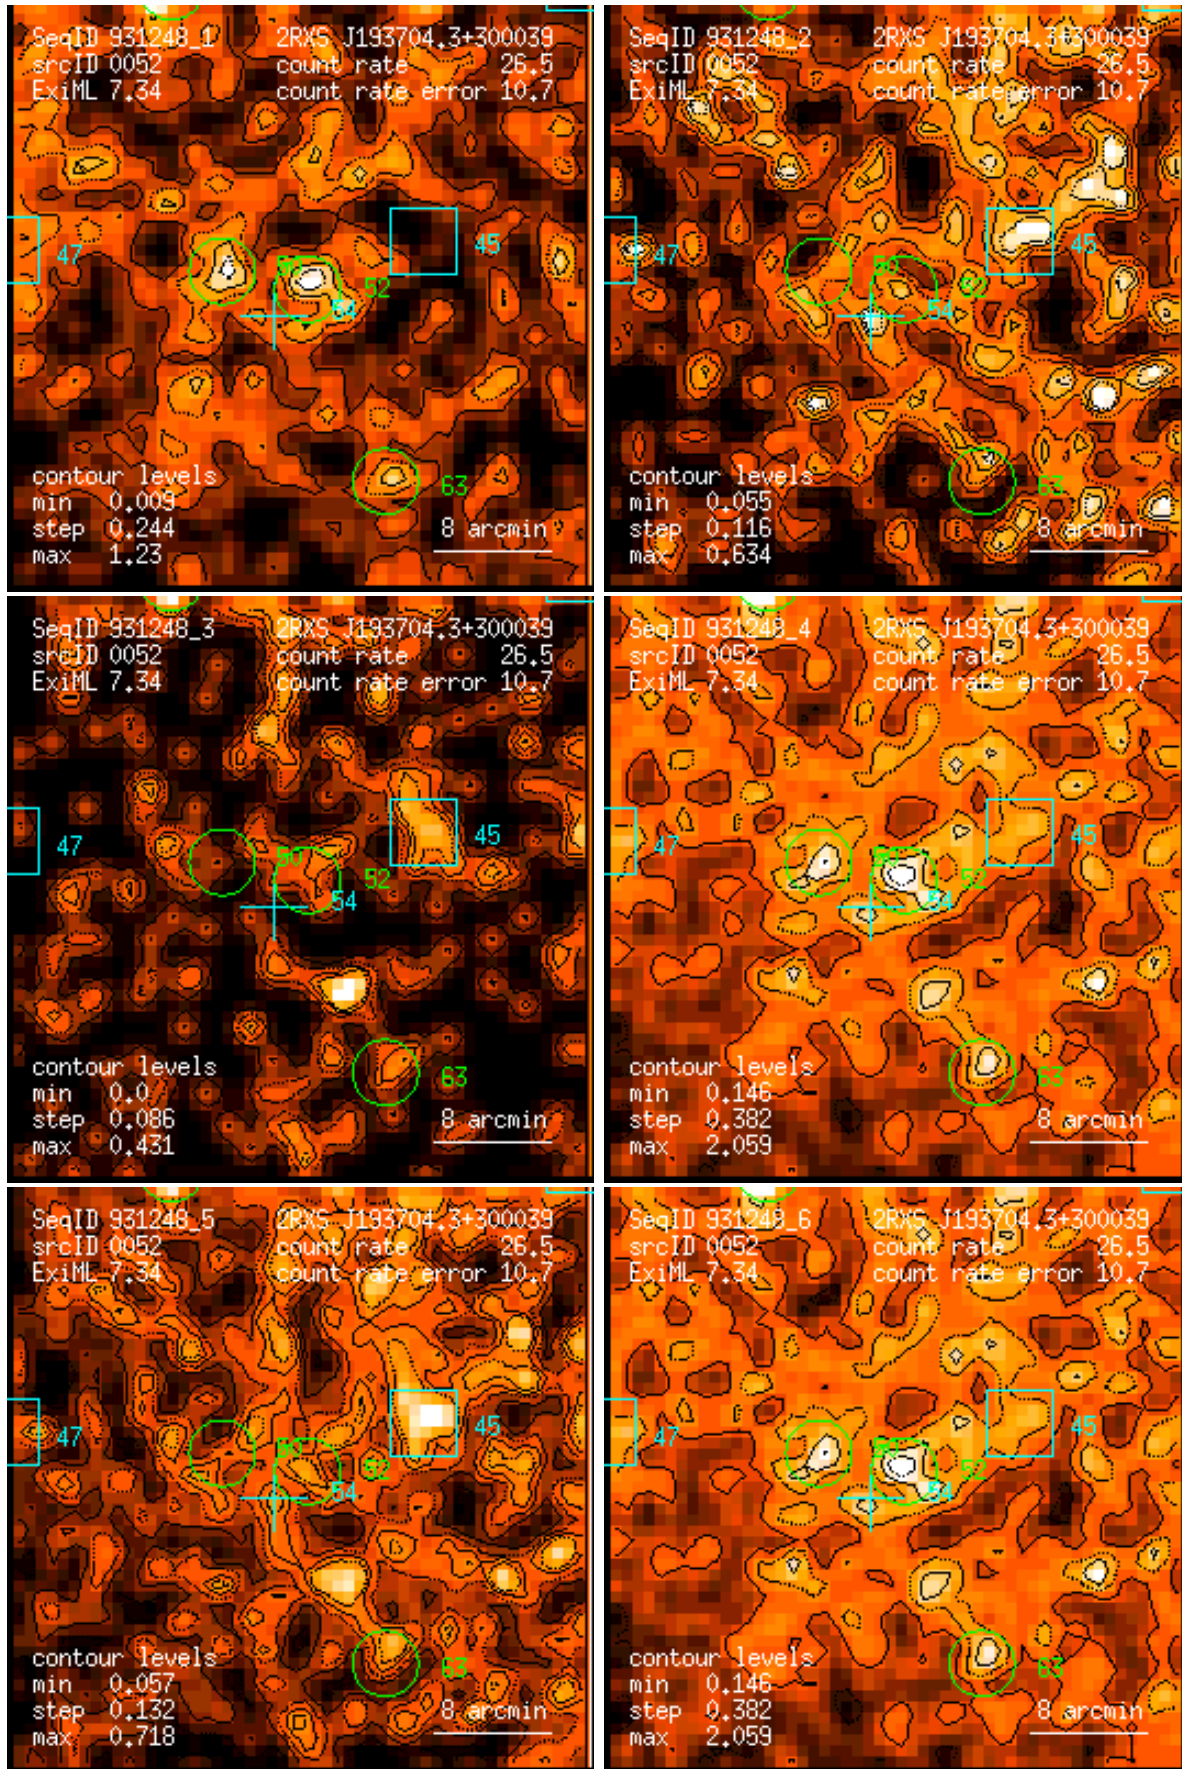 SeqID 931248_1 2RXS J193704.3+300039
srcID 0052 count rate 26.5
ExiML 7.34 count rate error 10.7
47
45
50
52
54
63
contour levels
min 0.009
step 0.244
max 1.23
8 arcmin
SeqID 931248_2 2RXS J193704.3+300039
srcID 0052 count rate 26.5
ExiML 7.34 count rate error 10.7
47
45
50
52
54
63
contour levels
min 0.055
step 0.116
max 0.634
8 arcmin
SeqID 931248_3 2RXS J193704.3+300039
srcID 0052 count rate 26.5
ExiML 7.34 count rate error 10.7
47
45
50
52
54
63
contour levels
min 0.0
step 0.086
max 0.431
8 arcmin
SeqID 931248_4 2RXS J193704.3+300039
srcID 0052 count rate 26.5
ExiML 7.34 count rate error 10.7
47
45
50
52
54
63
contour levels
min 0.146
step 0.382
max 2.059
8 arcmin
SeqID 931248_5 2RXS J193704.3+300039
srcID 0052 count rate 26.5
ExiML 7.34 count rate error 10.7
47
45
50
52
54
63
contour levels
min 0.057
step 0.132
max 0.718
8 arcmin
SeqID 931248_6 2RXS J193704.3+300039
srcID 0052 count rate 26.5
ExiML 7.34 count rate error 10.7
47
45
50
52
54
63
contour levels
min 0.146
step 0.382
max 2.059
8 arcmin